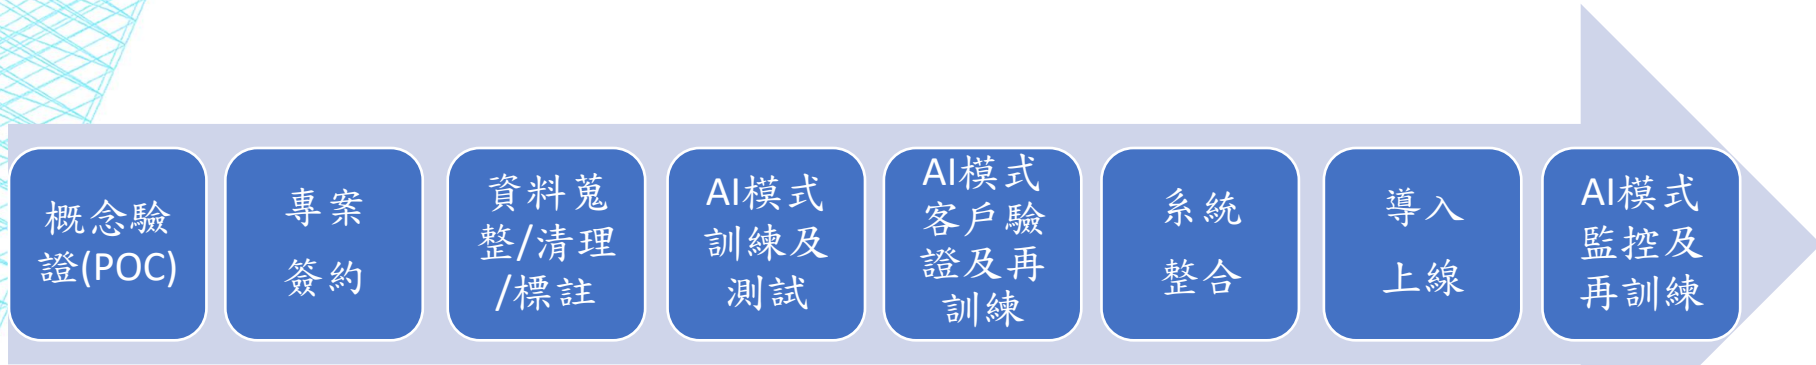 概念驗
證(POC)
專案
簽約
資料蒐
整/清理
/標註
AI模式
訓練及
測試
AI模式
客戶驗
證及再
訓練
系統
整合
導入
上線
AI模式
監控及
再訓練